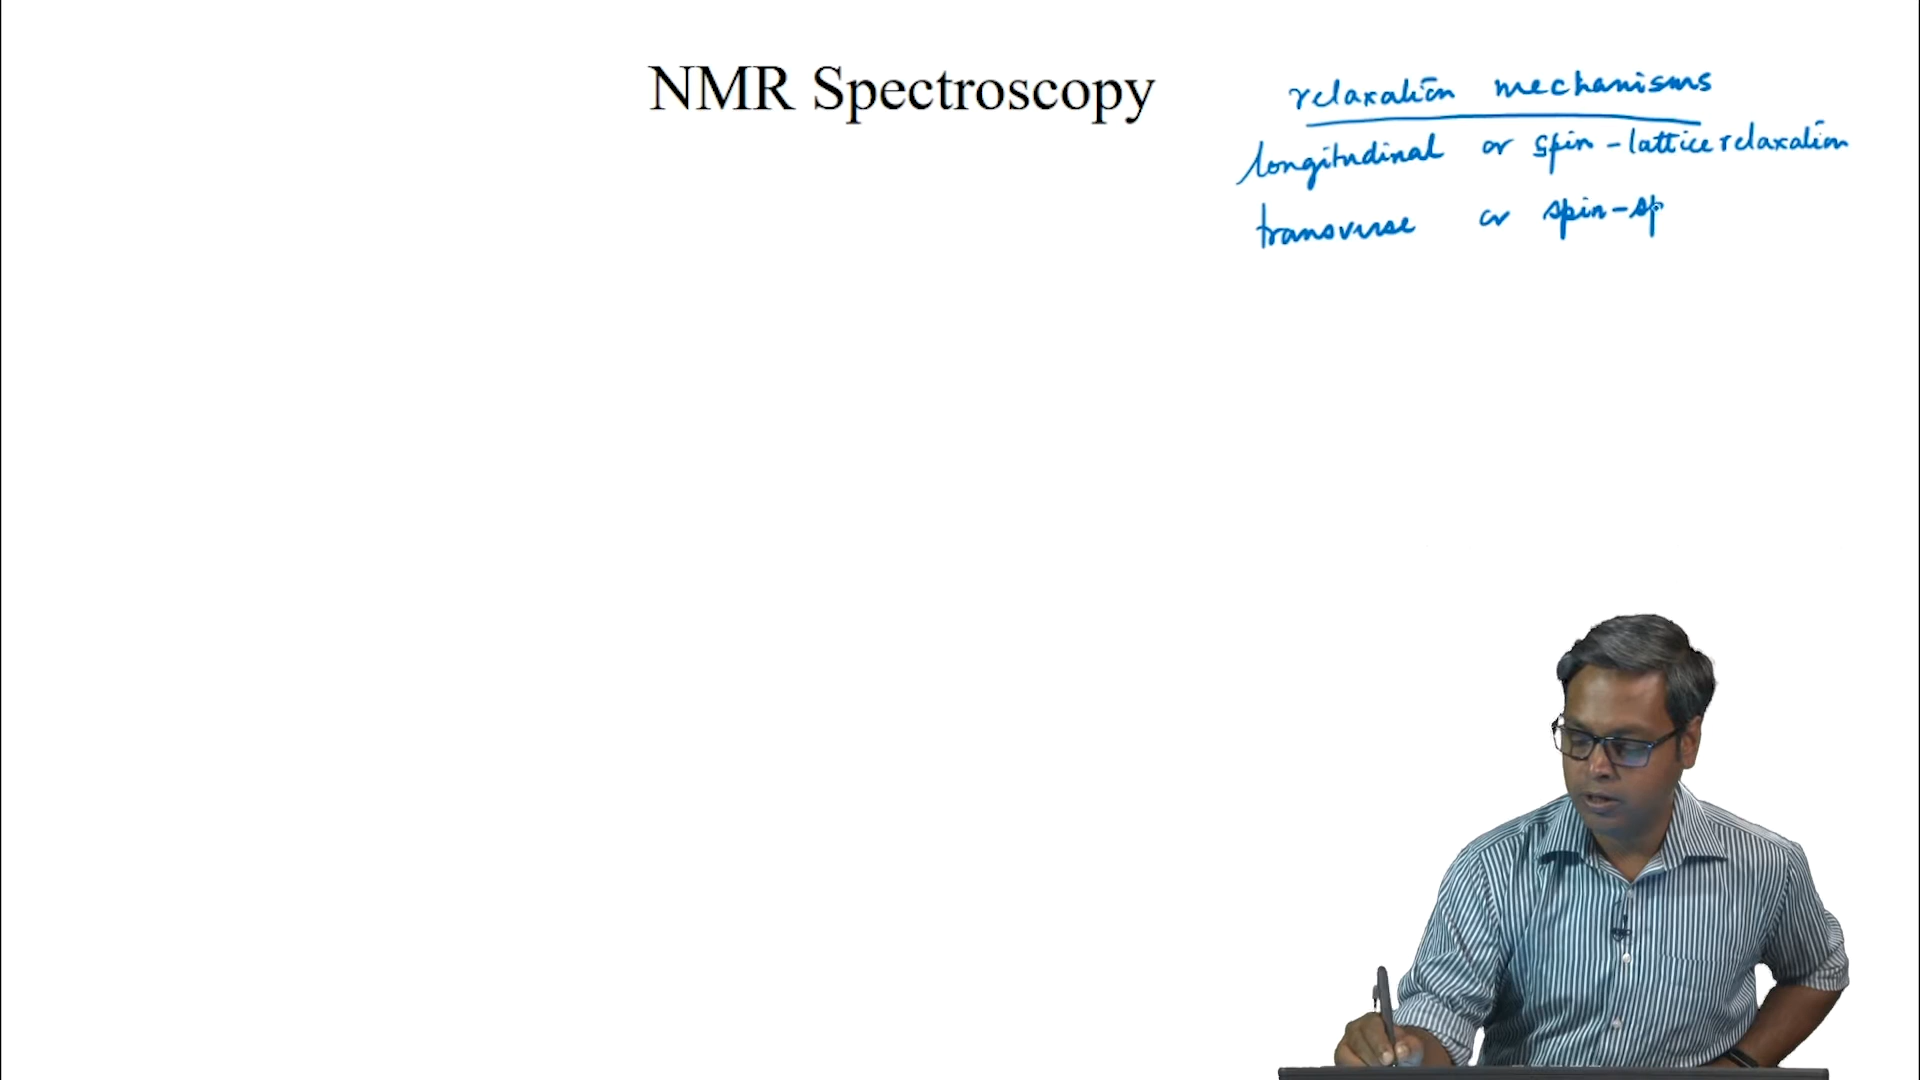 NMR Spectroscopy
relaxation mechanisms
longitudinal or spin-lattice relaxation
transverse or spin-sp